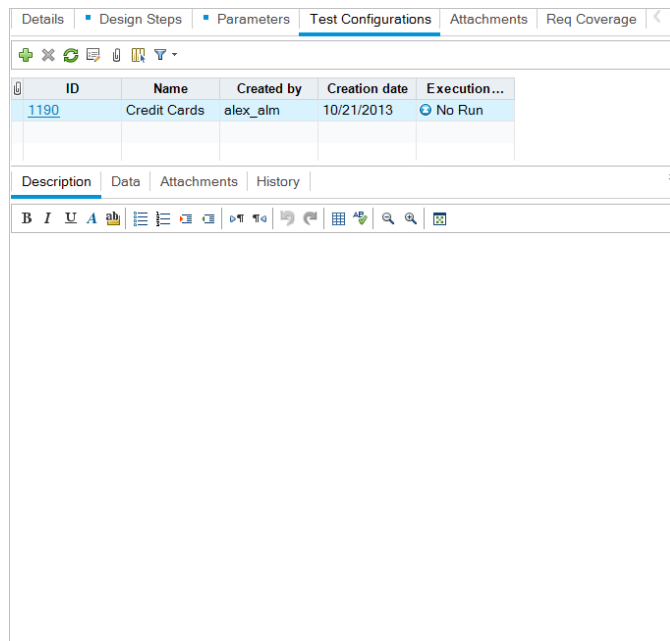 Details Design Steps Parameters Test Configurations Attachments Req Coverage
ID Name Created by Creation date Execution...
1190 Credit Cards alex_alm 10/21/2013 No Run
Description Data Attachments History
B I U A ab